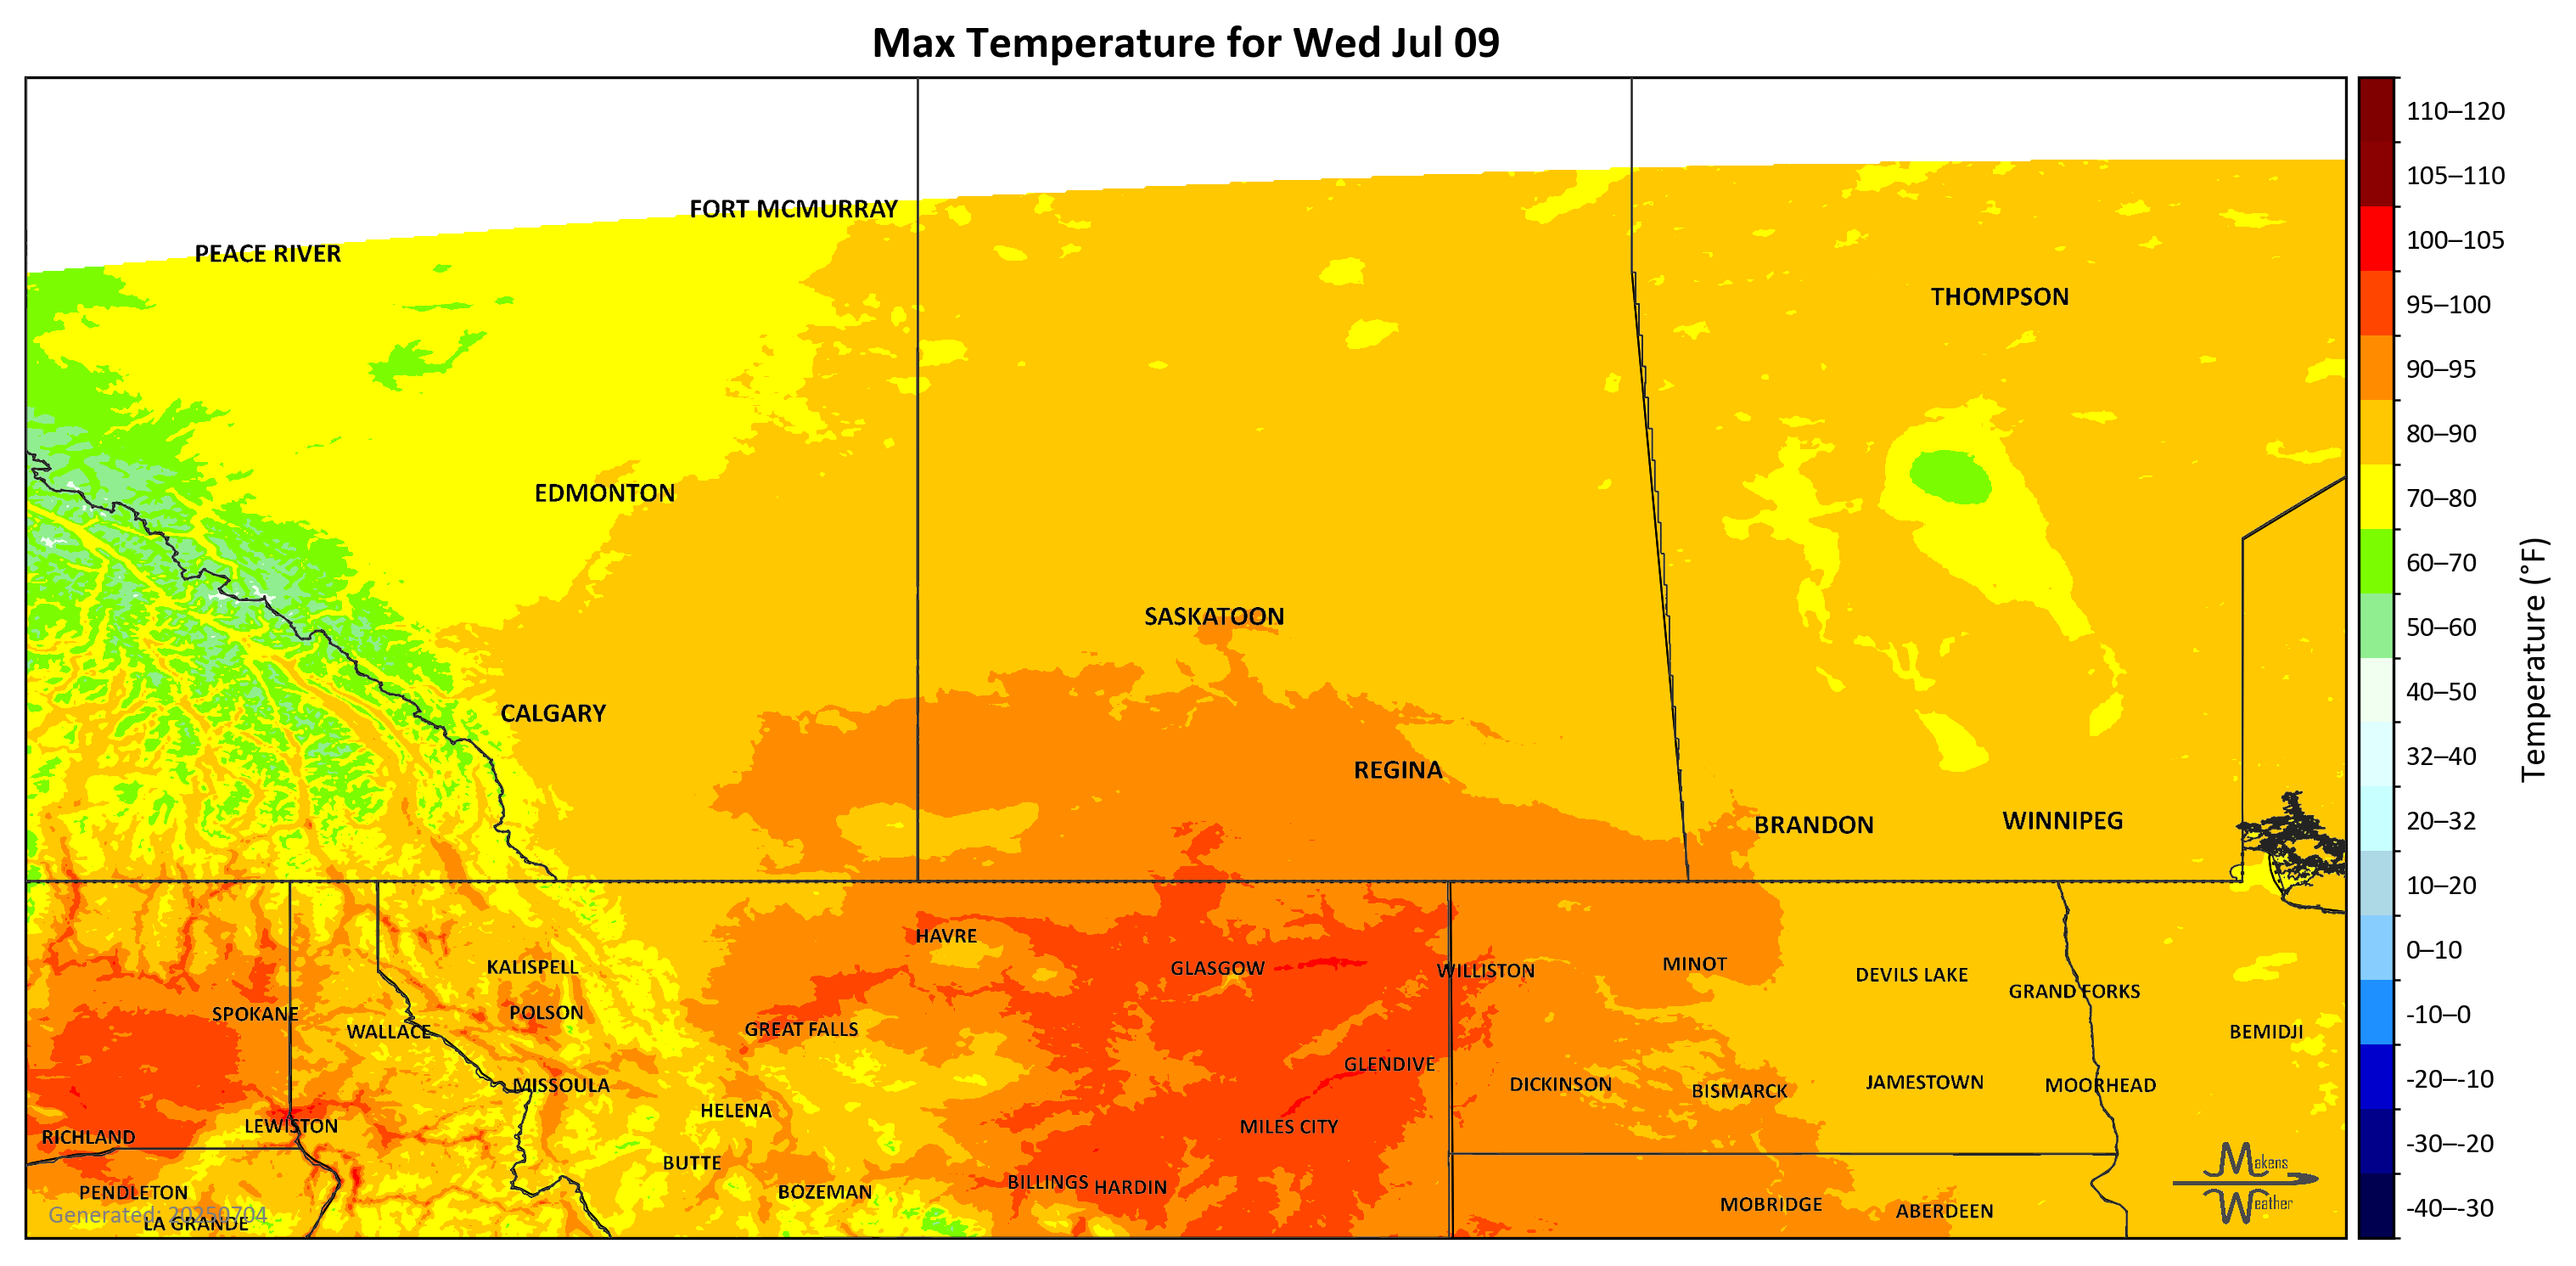 Max Temperature for Wed Jul 09
110–120
105–110
100–105
95–100
90–95
80–90
70–80
60–70
50–60
40–50
32–40
20–32
10–20
0–10
-10–0
-20–-10
-30–-20
-40–-30
Temperature (°F)
FORT MCMURRAY
PEACE RIVER
THOMPSON
EDMONTON
SASKATOON
CALGARY
REGINA
BRANDON
WINNIPEG
HAVRE
KALISPELL
GLASGOW
WILLISTON
MINOT
DEVILS LAKE
GRAND FORKS
SPOKANE
POLSON
WALLACE
GREAT FALLS
BEMIDJI
GLENDIVE
MISSOULA
DICKINSON
BISMARCK
JAMESTOWN
MOORHEAD
HELENA
LEWISTON
MILES CITY
RICHLAND
BUTTE
PENDLETON
BOZEMAN
BILLINGS
HARDIN
MOBRIDGE
ABERDEEN
LA GRANDE
Generated: 20250704
Makens
Weather